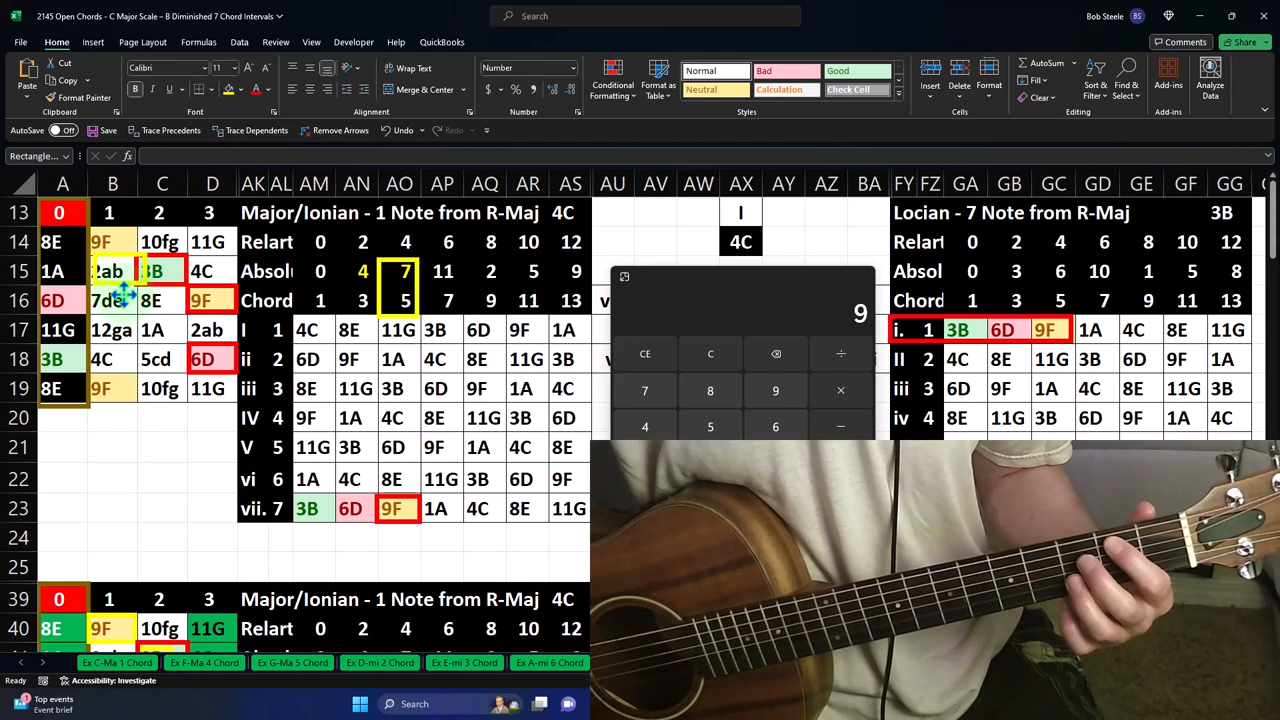 2145 Open Chords - C Major Scale – B Diminished 7 Chord Intervals
Search
Bob Steele BS
File Home Insert Page Layout Formulas Data Review View Developer Automate Help QuickBooks
Comments Share
Paste Cut Copy Format Painter
Calibri 11 Wrap Text Merge & Center Number
Conditional Formatting Format as Table
Normal Bad Good
Neutral Calculation Check Cell
Insert Delete Format
AutoSum Fill Clear
Sort & Filter Find & Select Add-ins Analyze Data
Clipboard Font Alignment Number Styles Cells Editing Add-ins
AutoSave Off Save Trace Precedents Trace Dependents Remove Arrows Undo Redo
Rectangle...
fx
A B C D AK AL AM AN AO AP AQ AR AS AU AV AW AX AY AZ BA FY FZ GA GB GC GD GE GF GG
13 0 1 2 3 Major/Ionian - 1 Note from R-Maj 4C I Locian - 7 Note from R-Maj 3B
14 8E 9F 10fg 11G Relart 0 2 4 6 8 10 12 4C Relart 0 2 4 6 8 10 12
15 1A 2ab 3B 4C Absolu 0 4 7 11 2 5 9 Absolu 0 3 6 10 1 5 8
16 6D 7de 8E 9F Chord 1 3 5 7 9 11 13 Chord 1 3 5 7 9 11 13
17 11G 12ga 1A 2ab I 1 4C 8E 11G 3B 6D 9F 1A i. 1 3B 6D 9F 1A 4C 8E 11G
18 3B 4C 5cd 6D ii 2 6D 9F 1A 4C 8E 11G 3B II 2 4C 8E 11G 3B 6D 9F 1A
19 8E 9F 10fg 11G iii 3 8E 11G 3B 6D 9F 1A 4C iii 3 6D 9F 1A 4C 8E 11G 3B
20 IV 4 9F 1A 4C 8E 11G 3B 6D iv 4 8E 11G 3B 6D 9F 1A 4C
21 V 5 11G 3B 6D 9F 1A 4C 8E
22 vi 6 1A 4C 8E 11G 3B 6D 9F
23 vii. 7 3B 6D 9F 1A 4C 8E 11G
24
25
39 0 1 2 3 Major/Ionian - 1 Note from R-Maj 4C
40 8E 9F 10fg 11G Relart 0 2 4 6 8 10 12
9
CE C
7 8 9
4 5 6
Ex C-Ma 1 Chord Ex F-Ma 4 Chord Ex G-Ma 5 Chord Ex D-mi 2 Chord Ex E-mi 3 Chord Ex A-mi 6 Chord
Ready Accessibility: Investigate
1 Top events
Event brief
Search